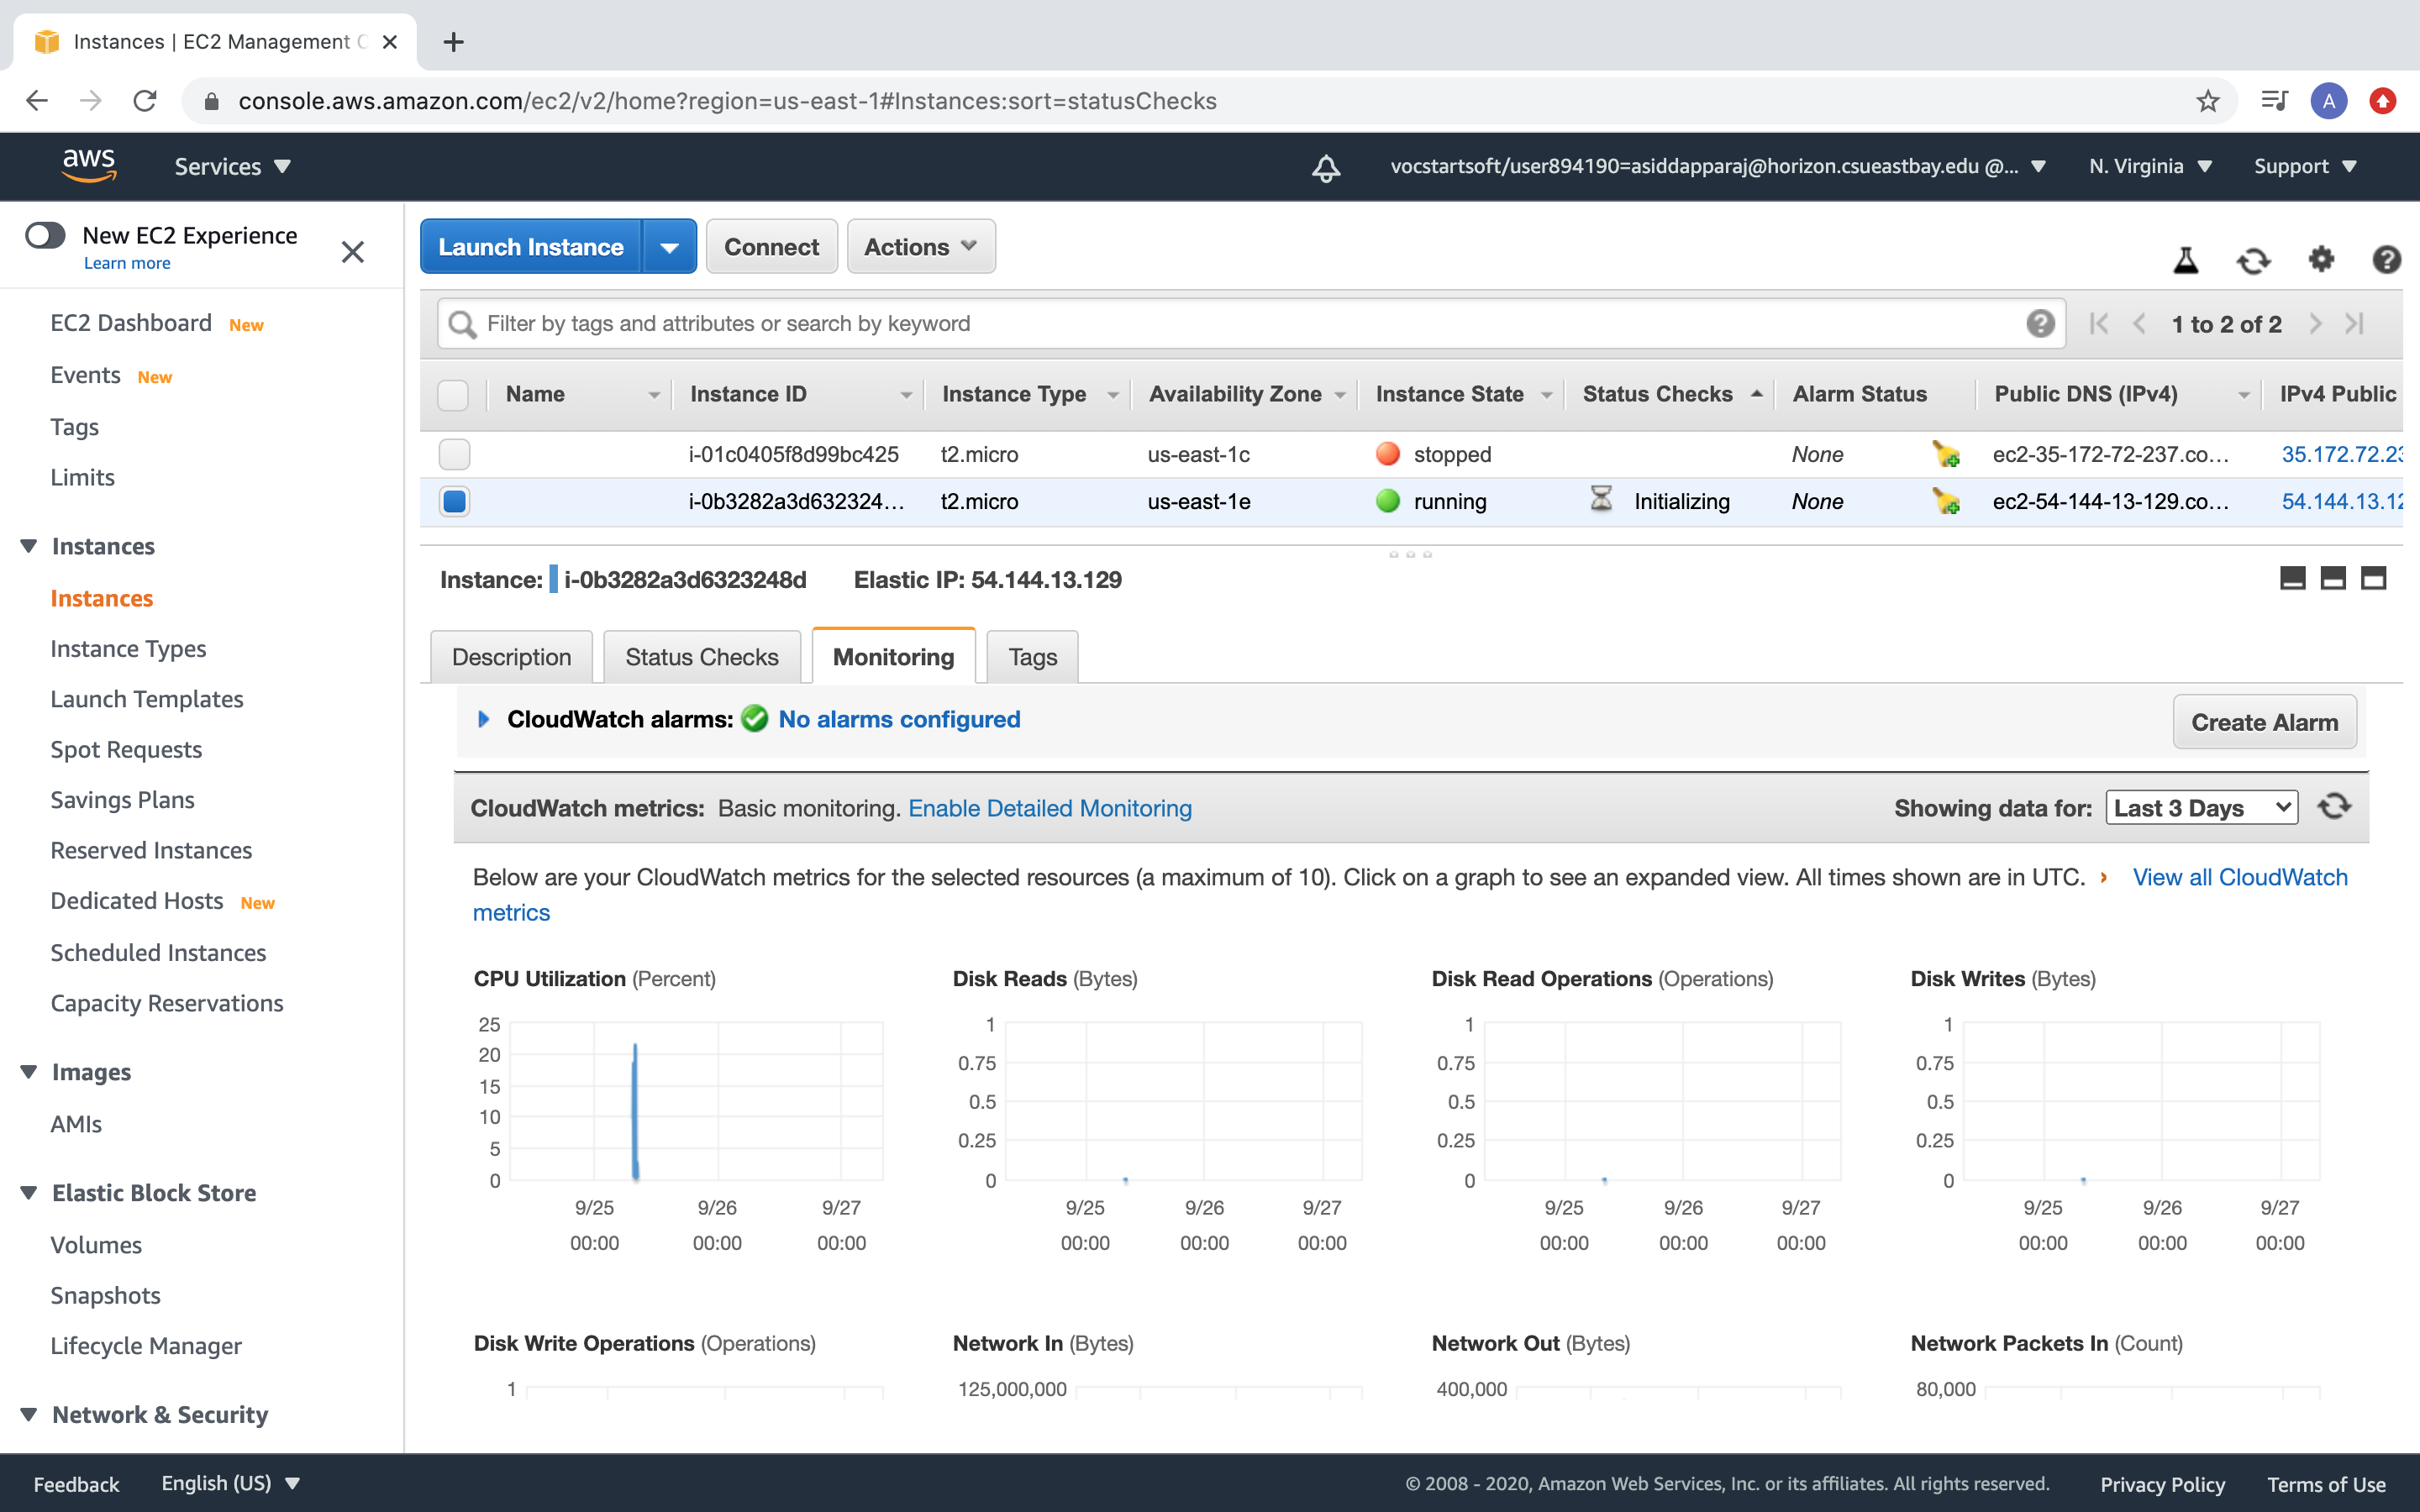 Instances | EC2 Management C
console.aws.amazon.com/ec2/v2/home?region=us-east-1#Instances:sort=statusChecks
A
aws Services vocstartsoft/user894190=asiddapparaj@horizon.csueastbay.edu @... N. Virginia Support
New EC2 Experience
Learn more
EC2 Dashboard New
Events New
Tags
Limits
Instances
Instances
Instance Types
Launch Templates
Spot Requests
Savings Plans
Reserved Instances
Dedicated Hosts New
Scheduled Instances
Capacity Reservations
Images
AMIs
Elastic Block Store
Volumes
Snapshots
Lifecycle Manager
Network & Security
Launch Instance Connect Actions
Filter by tags and attributes or search by keyword 1 to 2 of 2
Name Instance ID Instance Type Availability Zone Instance State Status Checks Alarm Status Public DNS (IPv4) IPv4 Public
i-01c0405f8d99bc425 t2.micro us-east-1c stopped None ec2-35-172-72-237.co... 35.172.72.23
i-0b3282a3d632324... t2.micro us-east-1e running Initializing None ec2-54-144-13-129.co... 54.144.13.12
Instance: i-0b3282a3d6323248d Elastic IP: 54.144.13.129
Description Status Checks Monitoring Tags
CloudWatch alarms: No alarms configured Create Alarm
CloudWatch metrics: Basic monitoring. Enable Detailed Monitoring Showing data for: Last 3 Days
Below are your CloudWatch metrics for the selected resources (a maximum of 10). Click on a graph to see an expanded view. All times shown are in UTC. View all CloudWatch
metrics
CPU Utilization (Percent)
25
20
15
10
5
0
9/25 9/26 9/27
00:00 00:00 00:00
Disk Reads (Bytes)
1
0.75
0.5
0.25
0
9/25 9/26 9/27
00:00 00:00 00:00
Disk Read Operations (Operations)
1
0.75
0.5
0.25
0
9/25 9/26 9/27
00:00 00:00 00:00
Disk Writes (Bytes)
1
0.75
0.5
0.25
0
9/25 9/26 9/27
00:00 00:00 00:00
Disk Write Operations (Operations)
1
Network In (Bytes)
125,000,000
Network Out (Bytes)
400,000
Network Packets In (Count)
80,000
Feedback English (US) © 2008 - 2020, Amazon Web Services, Inc. or its affiliates. All rights reserved. Privacy Policy Terms of Use